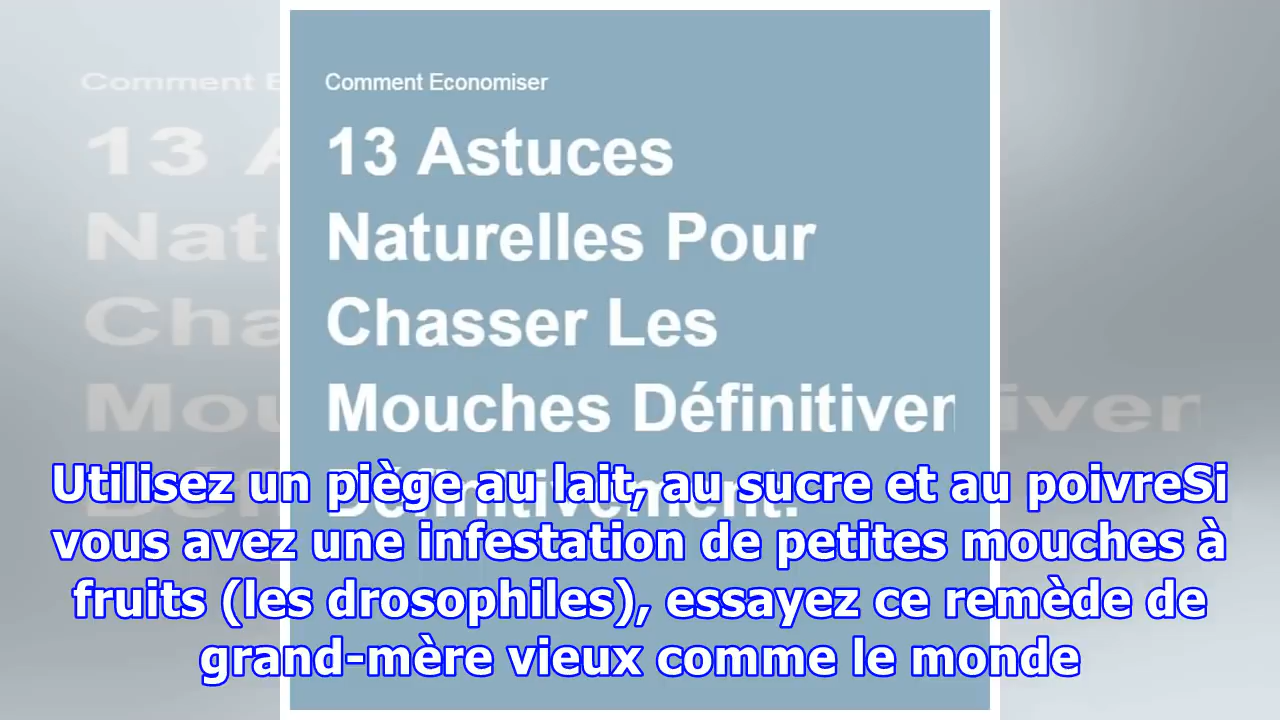 Comment Economiser
13 Astuces
Naturelles Pour
Chasser Les
Mouches Définitiven
Définitivement.
Utilisez un piège au lait, au sucre et au poivreSi
vous avez une infestation de petites mouches à
fruits (les drosophiles), essayez ce remède de
grand-mère vieux comme le monde